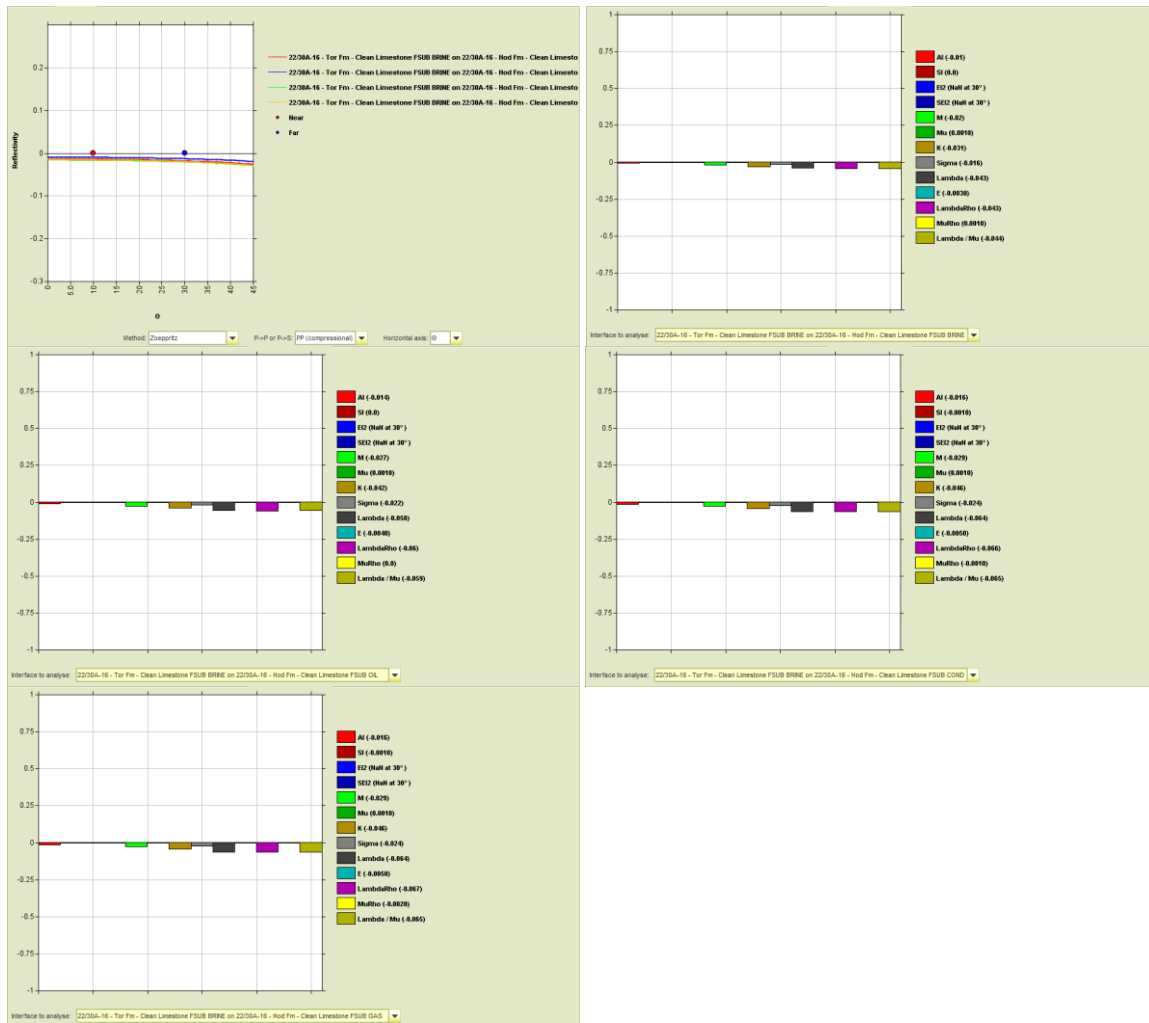 0.2
0.1
0
-0.1
-0.2
-0.3
Reflectivity
0
5.0
10
15
20
25
30
35
40
45
Θ
22/30A-16 - Tor Fm - Clean Limestone FSUB BRINE on 22/30A-16 - Hod Fm - Clean Limesto
22/30A-16 - Tor Fm - Clean Limestone FSUB BRINE on 22/30A-16 - Hod Fm - Clean Limesto
22/30A-16 - Tor Fm - Clean Limestone FSUB BRINE on 22/30A-16 - Hod Fm - Clean Limesto
22/30A-16 - Tor Fm - Clean Limestone FSUB BRINE on 22/30A-16 - Hod Fm - Clean Limesto
Near
Far
Method: Zoeppritz P->P or P->S: PP (compressional) Horizontal axis: Θ
1
0.75
0.5
0.25
0
-0.25
-0.5
-0.75
-1
AI (-0.01)
SI (0.0)
EI2 (NaN at 30°)
SEI2 (NaN at 30°)
M (-0.02)
Mu (0.0010)
K (-0.031)
Sigma (-0.016)
Lambda (-0.043)
E (-0.0030)
LambdaRho (-0.043)
MuRho (0.0010)
Lambda / Mu (-0.044)
Interface to analyse: 22/30A-16 - Tor Fm - Clean Limestone FSUB BRINE on 22/30A-16 - Hod Fm - Clean Limestone FSUB BRINE
1
0.75
0.5
0.25
0
-0.25
-0.5
-0.75
-1
AI (-0.014)
SI (0.0)
EI2 (NaN at 30°)
SEI2 (NaN at 30°)
M (-0.027)
Mu (0.0010)
K (-0.042)
Sigma (-0.022)
Lambda (-0.058)
E (-0.0040)
LambdaRho (-0.06)
MuRho (0.0)
Lambda / Mu (-0.059)
Interface to analyse: 22/30A-16 - Tor Fm - Clean Limestone FSUB BRINE on 22/30A-16 - Hod Fm - Clean Limestone FSUB OIL
1
0.75
0.5
0.25
0
-0.25
-0.5
-0.75
-1
AI (-0.016)
SI (-0.0010)
EI2 (NaN at 30°)
SEI2 (NaN at 30°)
M (-0.029)
Mu (0.0010)
K (-0.046)
Sigma (-0.024)
Lambda (-0.064)
E (-0.0050)
LambdaRho (-0.066)
MuRho (-0.0010)
Lambda / Mu (-0.065)
Interface to analyse: 22/30A-16 - Tor Fm - Clean Limestone FSUB BRINE on 22/30A-16 - Hod Fm - Clean Limestone FSUB COND
1
0.75
0.5
0.25
0
-0.25
-0.5
-0.75
-1
AI (-0.016)
SI (-0.0010)
EI2 (NaN at 30°)
SEI2 (NaN at 30°)
M (-0.029)
Mu (0.0010)
K (-0.046)
Sigma (-0.024)
Lambda (-0.064)
E (-0.0050)
LambdaRho (-0.067)
MuRho (-0.0020)
Lambda / Mu (-0.065)
Interface to analyse: 22/30A-16 - Tor Fm - Clean Limestone FSUB BRINE on 22/30A-16 - Hod Fm - Clean Limestone FSUB GAS